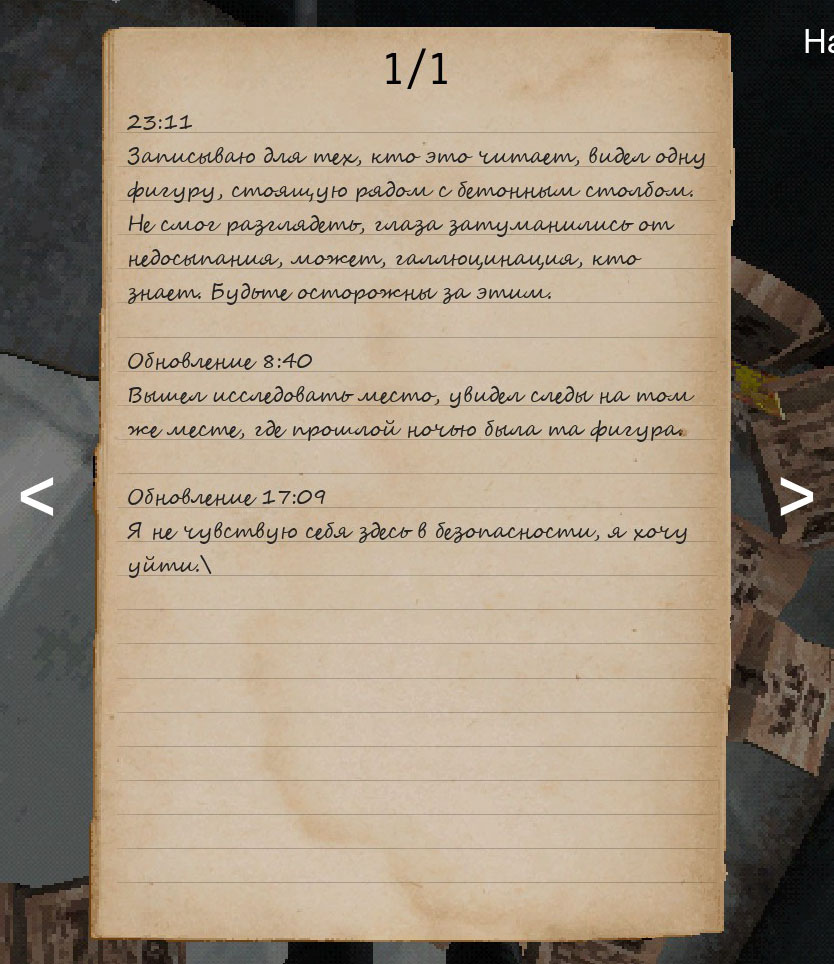 На
1/1
23:11
Записываю для тех, кто это читает, видел одну
фигуру, стоящую рядом с бетонным столбом.
Не смог разглядеть, глаза затуманились от
недосыпания, может, галлюцинация, кто
знает. Будьте осторожны за этим.
Обновление 8:40
Вышел исследовать место, увидел следы на том
же месте, где прошлой ночью была та фигура.
< >
Обновление 17:09
Я не чувствую себя здесь в безопасности, я хочу
уйти.\